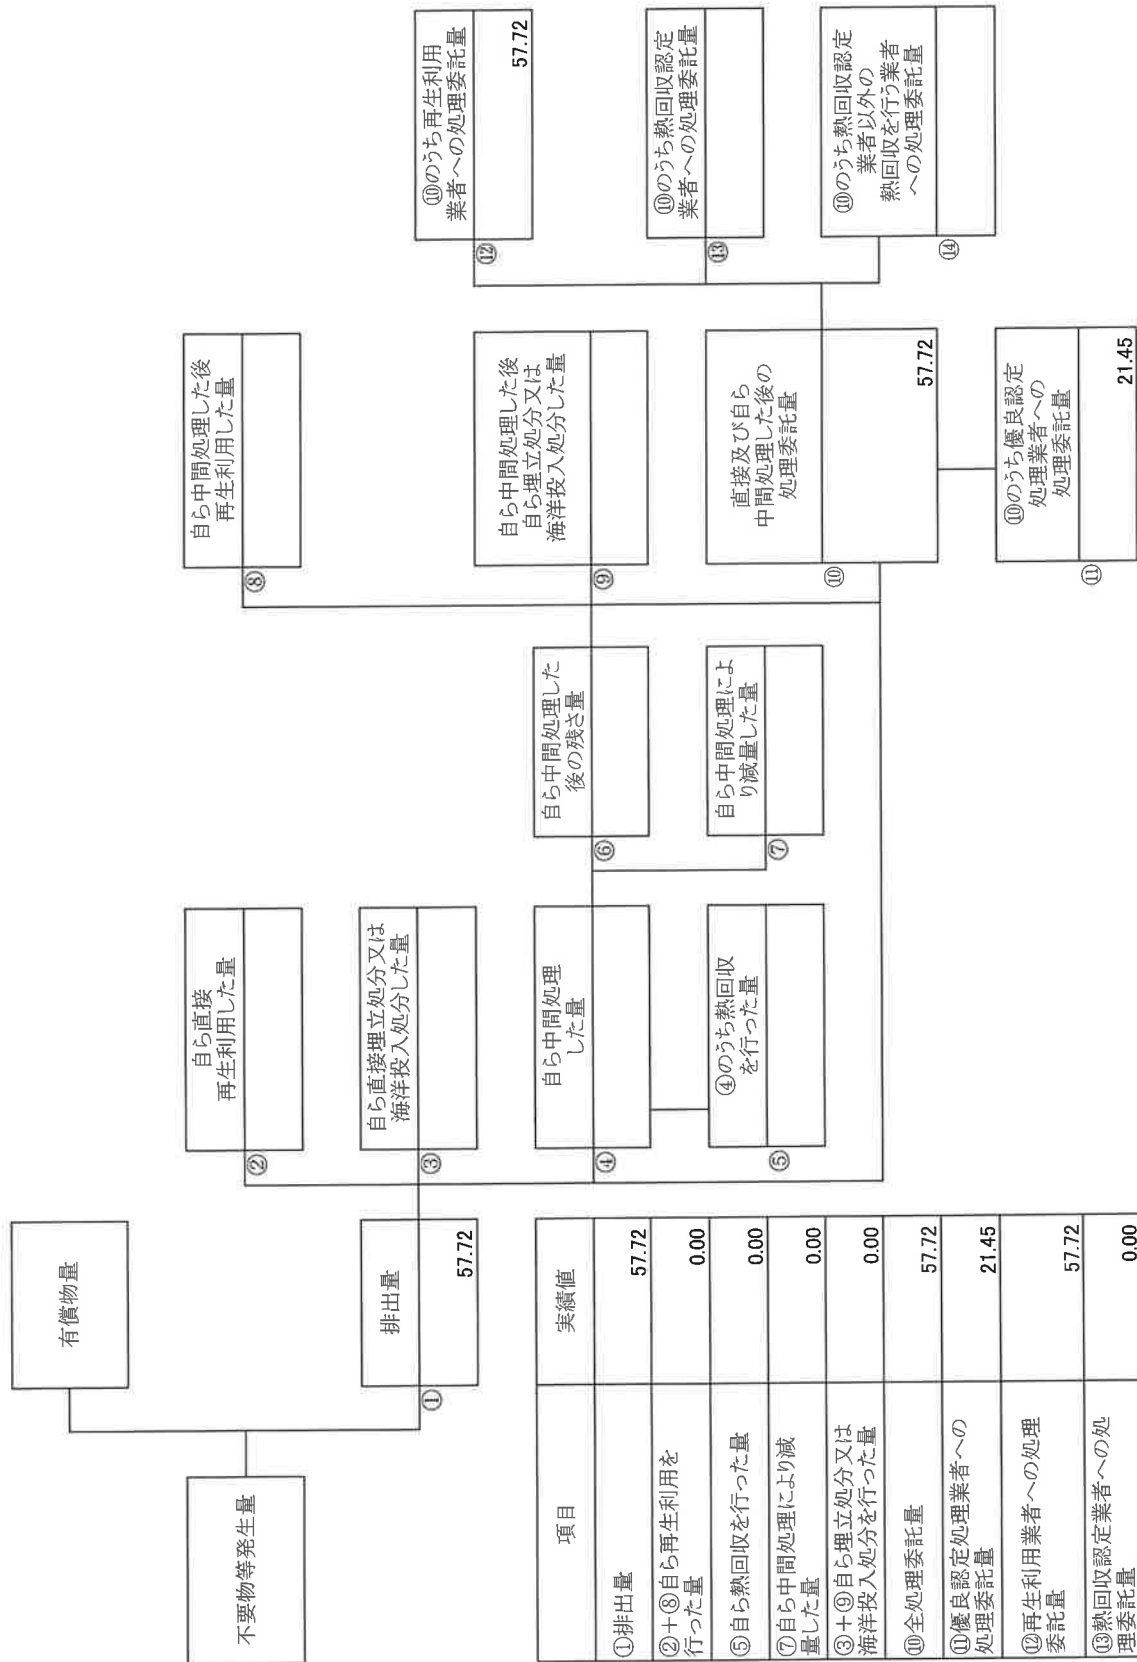 不要物等発生量
有償物量
排出量
①
57.72
②
自ら直接
再生利用した量
③
自ら直接埋立処分又は
海洋投入処分した量
④
自ら中間処理
した量
⑤
④のうち熱回収
を行った量
⑥
自ら中間処理した
後の残さ量
⑦
自ら中間処理によ
り減量した量
⑧
自ら中間処理した後
再生利用した量
⑨
自ら中間処理した後
自ら埋立処分又は
海洋投入処分した量
⑩
直接及び自ら
中間処理した後の
処理委託量
57.72
⑪
⑩のうち優良認定
処理業者への
処理委託量
21.45
⑫
⑩のうち再生利用
業者への処理委託量
57.72
⑬
⑩のうち熱回収認定
業者への処理委託量
⑭
⑩のうち熱回収認定
業者以外の
熱回収を行う業者
への処理委託量
項目 実績値
①排出量 57.72
②+⑧自ら再生利用を
行った量 0.00
⑤自ら熱回収を行った量 0.00
⑦自ら中間処理により減
量した量 0.00
③+⑨自ら埋立処分又は
海洋投入処分を行った量 0.00
⑩全処理委託量 57.72
⑪優良認定処理業者への
処理委託量 21.45
⑫再生利用業者への処理
委託量 57.72
⑬熱回収認定業者への処
理委託量 0.00